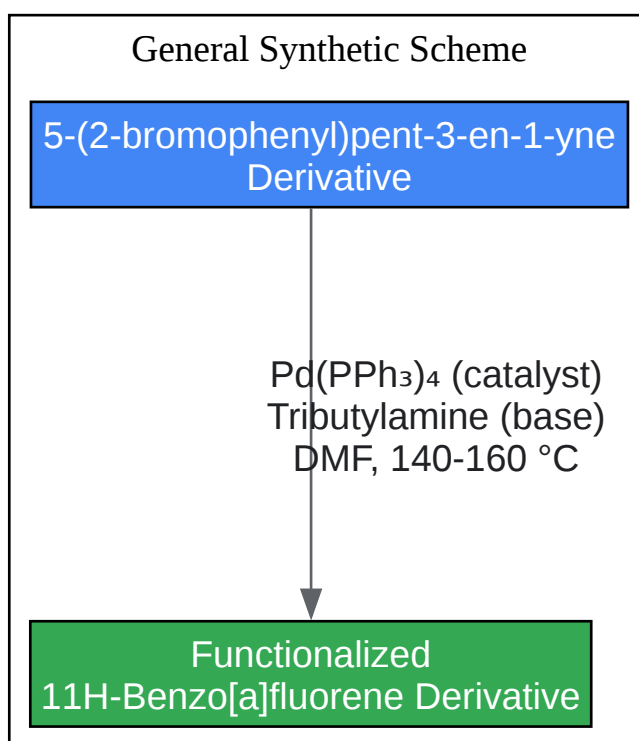 General Synthetic Scheme
5-(2-bromophenyl)pent-3-en-1-yne
Derivative
Pd(PPh₃)₄ (catalyst)
Tributylamine (base)
DMF, 140-160 °C
Functionalized
11H-Benzo[a]fluorene Derivative